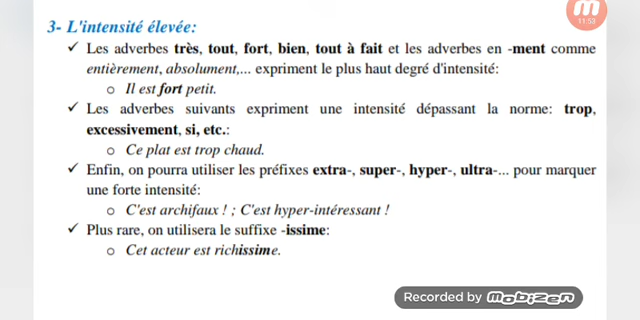 11:53
3- L'intensité élevée:
✓ Les adverbes très, tout, fort, bien, tout à fait et les adverbes en -ment comme
entièrement, absolument,... expriment le plus haut degré d'intensité:
o Il est fort petit.
✓ Les adverbes suivants expriment une intensité dépassant la norme: trop,
excessivement, si, etc.:
o Ce plat est trop chaud.
✓ Enfin, on pourra utiliser les préfixes extra-, super-, hyper-, ultra-... pour marquer
une forte intensité:
o C'est archifaux ! ; C'est hyper-intéressant !
✓ Plus rare, on utilisera le suffixe -issime:
o Cet acteur est richissime.
Recorded by mobizen